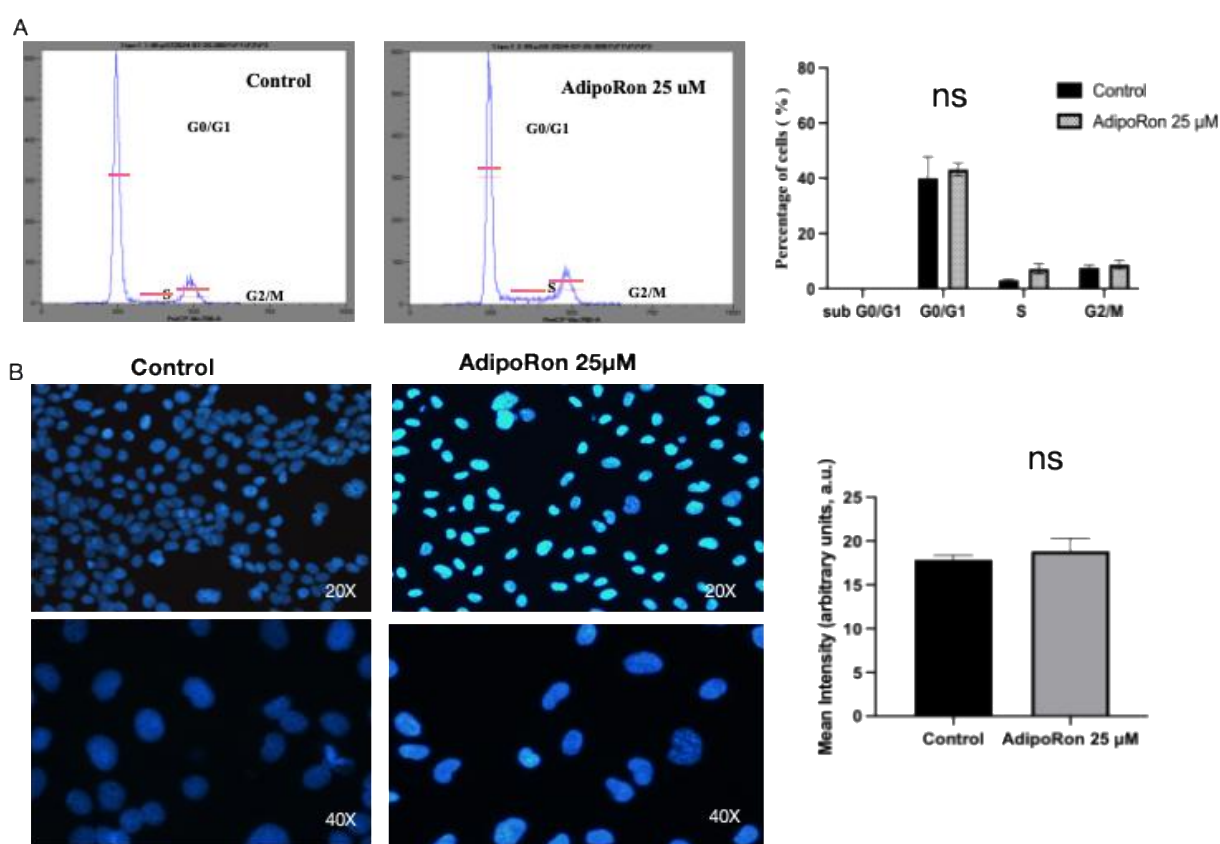 A
Control
G0/G1
S
G2/M
AdipoRon 25 uM
G0/G1
S
G2/M
Percentage of cells ( % )
80
60
40
20
0
ns
Control
AdipoRon 25 µM
sub G0/G1
G0/G1
S
G2/M
B
Control
AdipoRon 25µM
20X
20X
40X
40X
ns
Mean Intensity (arbitrary units, a.u.)
25
20
15
10
5
0
Control
AdipoRon 25 µM